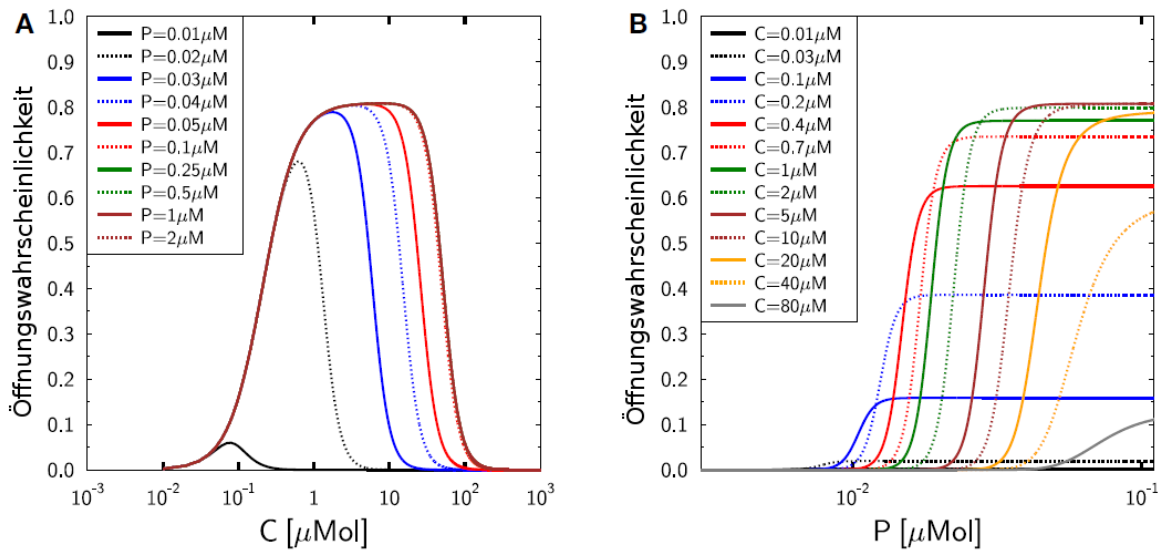 A
Öffnungswahrscheinlichkeit
1.0
0.9
0.8
0.7
0.6
0.5
0.4
0.3
0.2
0.1
0.0
P=0.01μM
P=0.02μM
P=0.03μM
P=0.04μM
P=0.05μM
P=0.1μM
P=0.25μM
P=0.5μM
P=1μM
P=2μM
10⁻³ 10⁻² 10⁻¹ 1 10 10² 10³
C [μMol]
B
Öffnungswahrscheinlichkeit
1.0
0.9
0.8
0.7
0.6
0.5
0.4
0.3
0.2
0.1
0.0
C=0.01μM
C=0.03μM
C=0.1μM
C=0.2μM
C=0.4μM
C=0.7μM
C=1μM
C=2μM
C=5μM
C=10μM
C=20μM
C=40μM
C=80μM
10⁻² 10⁻¹
P [μMol]